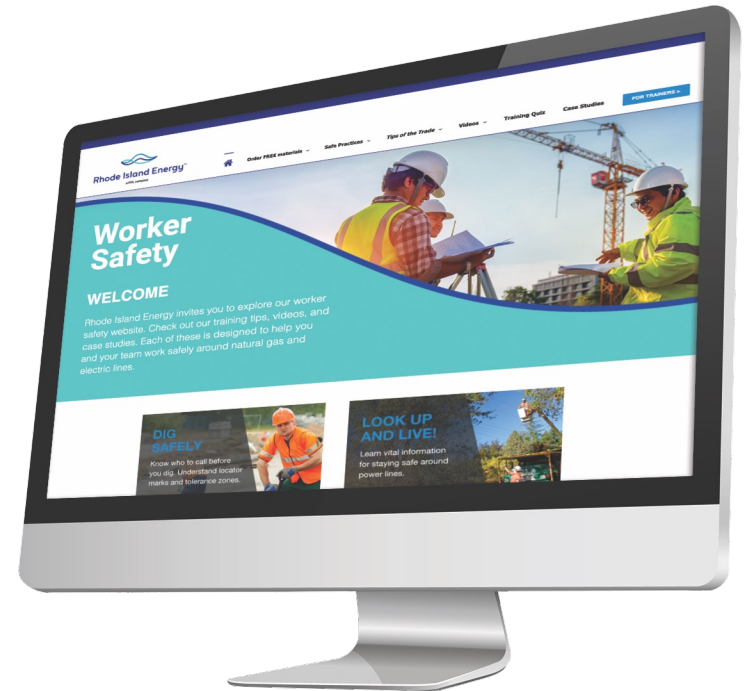 Rhode Island Energy™
a PPL company
Order FREE materials
Safe Practices
Tips of the Trade
Videos
Training Quiz
Case Studies
FOR TRAINERS »
Worker
Safety
WELCOME
Rhode Island Energy invites you to explore our worker
safety website. Check out our training tips, videos, and
case studies. Each of these is designed to help you
and your team work safely around natural gas and
electric lines.
DIG
SAFELY
Know who to call before
you dig. Understand locator
marks and tolerance zones.
LOOK UP
AND LIVE!
Learn vital information
for staying safe around
power lines.